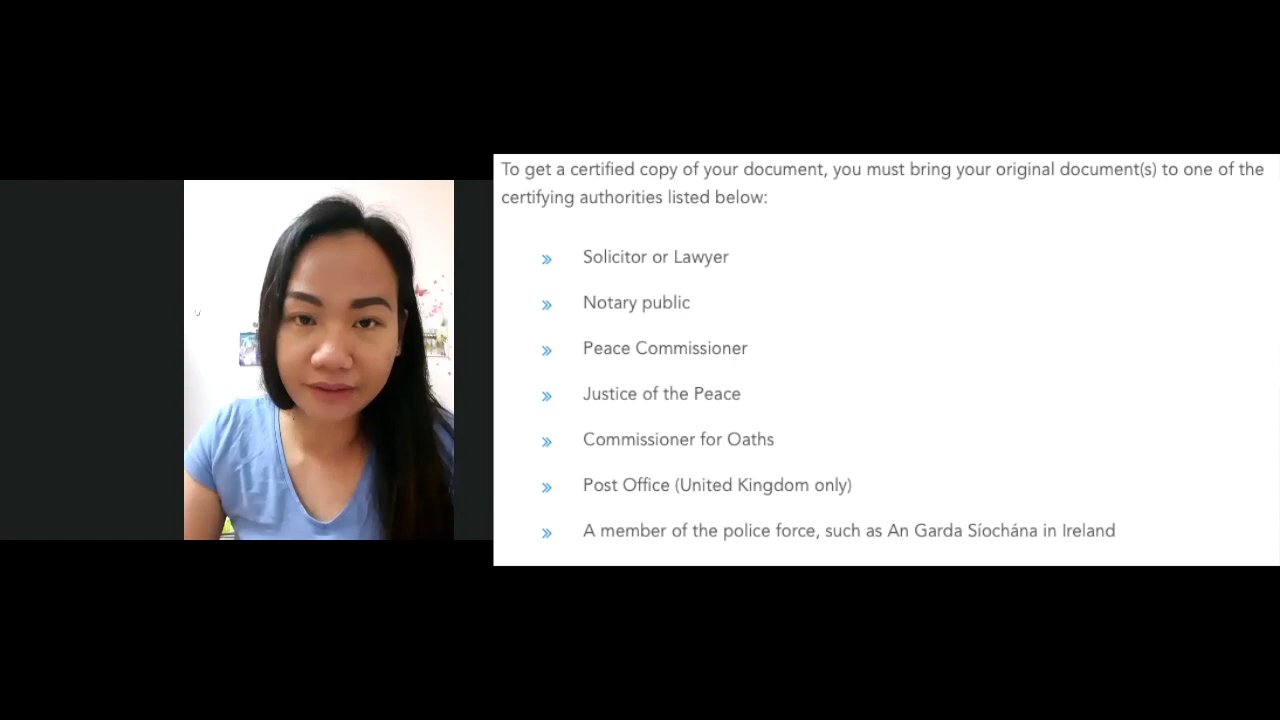 To get a certified copy of your document, you must bring your original document(s) to one of the
certifying authorities listed below:
Solicitor or Lawyer
Notary public
Peace Commissioner
Justice of the Peace
Commissioner for Oaths
Post Office (United Kingdom only)
A member of the police force, such as An Garda Síochána in Ireland